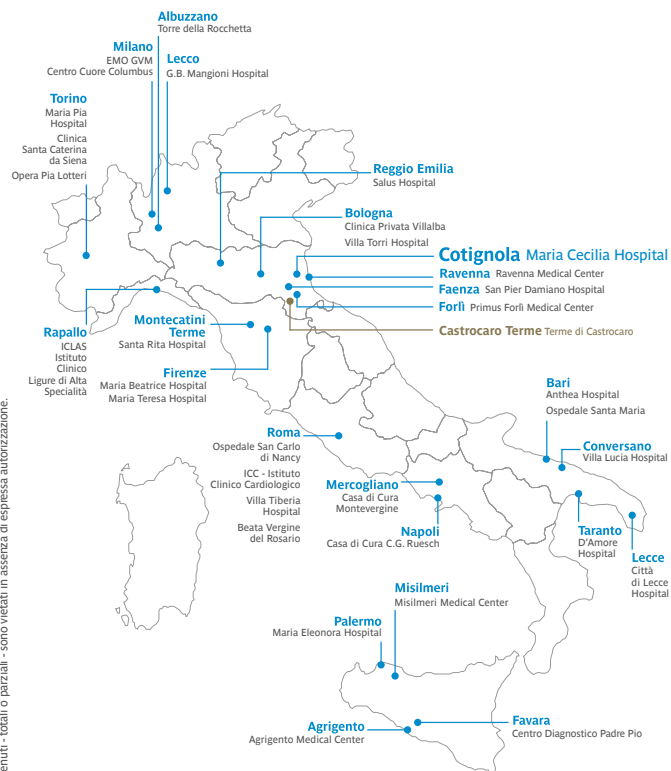 Albuzzano
Torre della Rocchetta
Milano
EMO GVM
Centro Cuore Columbus
Lecco
G.B. Mangioni Hospital
Torino
Maria Pia
Hospital
Clinica
Santa Caterina
da Siena
Opera Pia Lotteri
Reggio Emilia
Salus Hospital
Bologna
Clinica Privata Villalba
Villa Torri Hospital
Cotignola Maria Cecilia Hospital
Ravenna Ravenna Medical Center
Faenza San Pier Damiano Hospital
Forlì Primus Forlì Medical Center
Castrocaro Terme Terme di Castrocaro
Rapallo
ICLAS
Istituto
Clinico
Ligure di Alta
Specialità
Montecatini
Terme
Santa Rita Hospital
Firenze
Maria Beatrice Hospital
Maria Teresa Hospital
Bari
Anthea Hospital
Ospedale Santa Maria
Conversano
Villa Lucia Hospital
Roma
Ospedale San Carlo
di Nancy
ICC - Istituto
Clinico Cardiologico
Villa Tiberia
Hospital
Beata Vergine
del Rosario
Mercogliano
Casa di Cura
Montevergine
Napoli
Casa di Cura C.G. Ruesch
Taranto
D'Amore
Hospital
Lecce
Città
di Lecce
Hospital
Misilmeri
Misilmeri Medical Center
Palermo
Maria Eleonora Hospital
Agrigento
Agrigento Medical Center
Favara
Centro Diagnostico Padre Pio
enuti - totali o parziali - sono vietati in assenza di espressa autorizzazione.